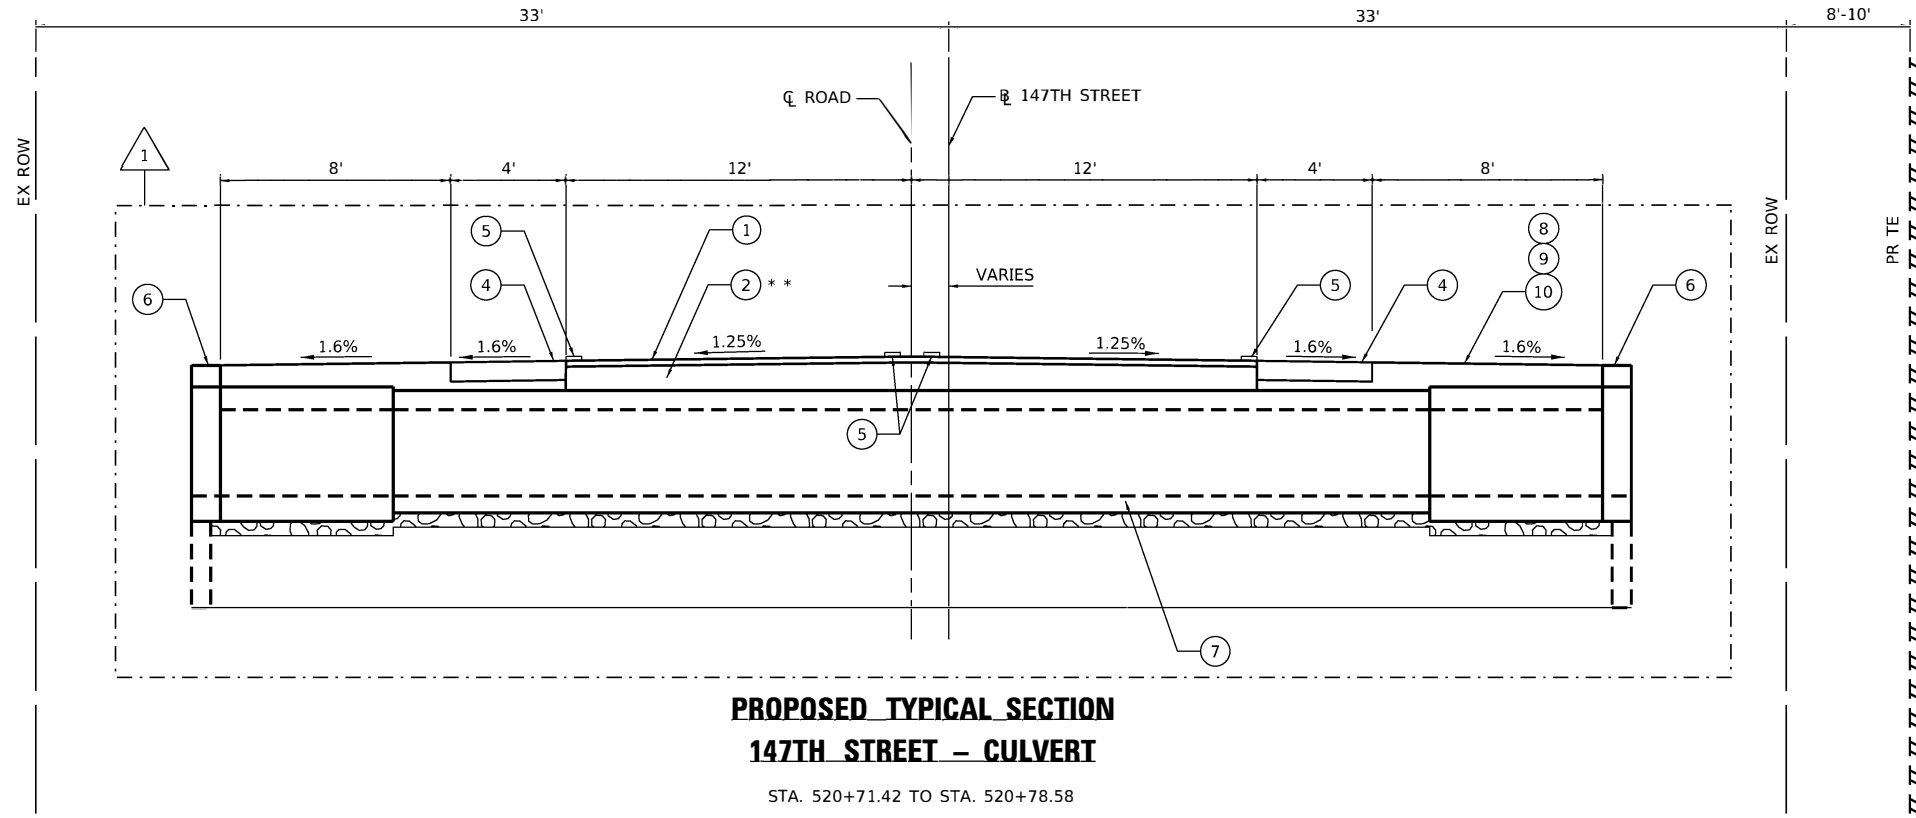 33'
33'
8'-10'
℄ ROAD
B̲L 147TH STREET
EX ROW
1
8'
4'
12'
12'
4'
8'
EX ROW
PR TE
5
1
8
4
2 * *
VARIES
5
4
9
10
6
6
1.6%
1.6%
1.25%
1.25%
1.6%
1.6%
5
7
PROPOSED TYPICAL SECTION
147TH STREET – CULVERT
STA. 520+71.42 TO STA. 520+78.58